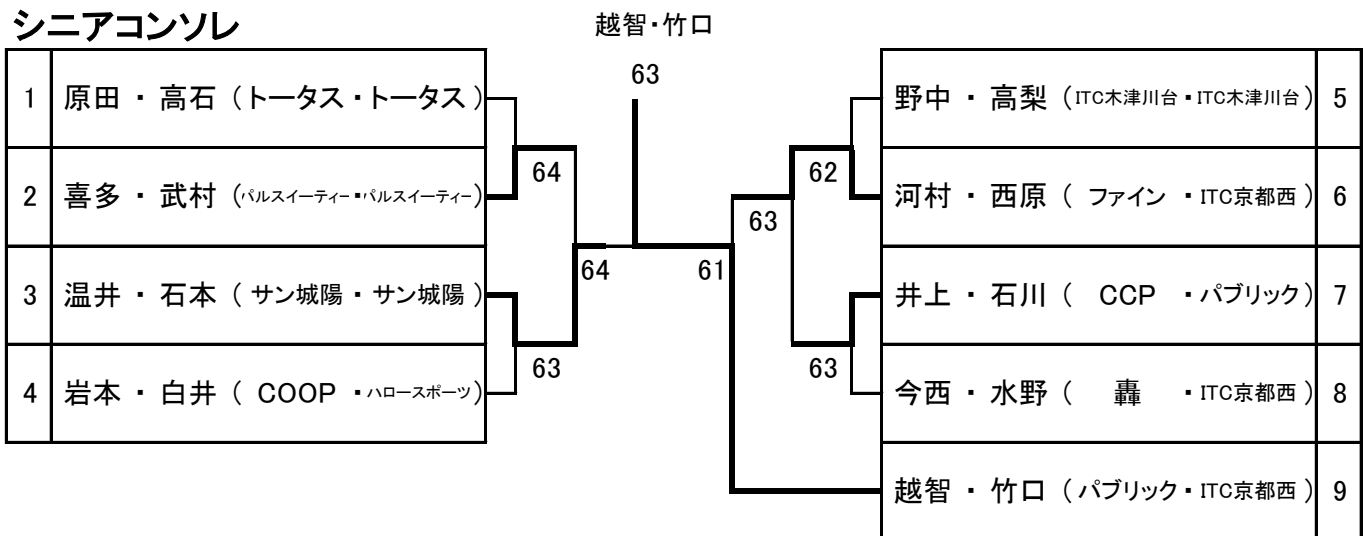 シニアコンソレ
越智・竹口
63
1 原田 ・ 高石 ( トータス ・ トータス )
2 喜多 ・ 武村 ( パルスイーティー ・ パルスイーティー )
3 温井 ・ 石本 ( サン城陽 ・ サン城陽 )
4 岩本 ・ 白井 ( COOP ・ ハロースポーツ )
64
63
64
61
63
62
63
野中 ・ 高梨 ( ITC木津川台 ・ ITC木津川台 ) 5
河村 ・ 西原 ( ファイン ・ ITC京都西 ) 6
井上 ・ 石川 ( CCP ・ パブリック ) 7
今西 ・ 水野 ( 轟 ・ ITC京都西 ) 8
越智 ・ 竹口 ( パブリック ・ ITC京都西 ) 9